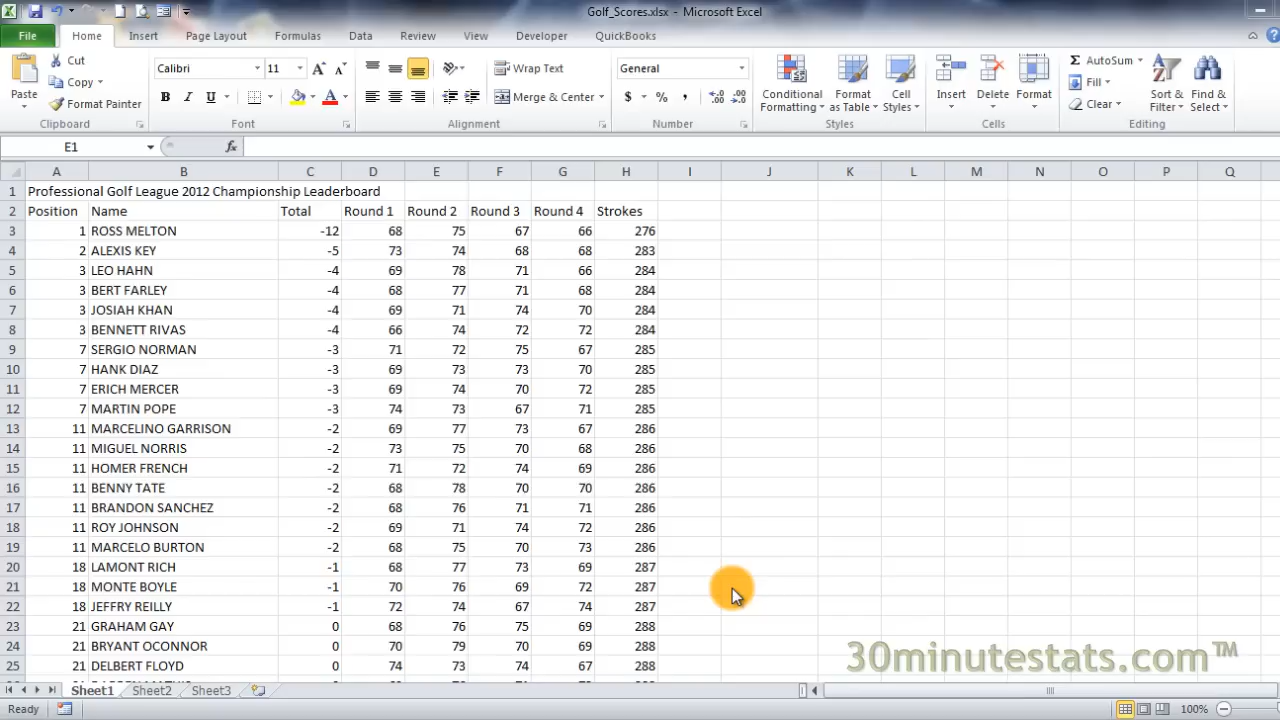 Golf_Scores.xlsx - Microsoft Excel
File Home Insert Page Layout Formulas Data Review View Developer QuickBooks
Cut
Copy
Format Painter
Paste
Clipboard
Calibri 11
B I U
Font
Wrap Text
Merge & Center
Alignment
General
$ % ,
Number
Conditional Formatting
Format as Table
Cell Styles
Styles
Insert Delete Format
Cells
Σ AutoSum
Fill
Clear
Sort & Filter
Find & Select
Editing
E1 fx
A B C D E F G H I J K L M N O P Q
1 Professional Golf League 2012 Championship Leaderboard
2 Position Name Total Round 1 Round 2 Round 3 Round 4 Strokes
3 1 ROSS MELTON -12 68 75 67 66 276
4 2 ALEXIS KEY -5 73 74 68 68 283
5 3 LEO HAHN -4 69 78 71 66 284
6 3 BERT FARLEY -4 68 77 71 68 284
7 3 JOSIAH KHAN -4 69 71 74 70 284
8 3 BENNETT RIVAS -4 66 74 72 72 284
9 7 SERGIO NORMAN -3 71 72 75 67 285
10 7 HANK DIAZ -3 69 73 73 70 285
11 7 ERICH MERCER -3 69 74 70 72 285
12 7 MARTIN POPE -3 74 73 67 71 285
13 11 MARCELINO GARRISON -2 69 77 73 67 286
14 11 MIGUEL NORRIS -2 73 75 70 68 286
15 11 HOMER FRENCH -2 71 72 74 69 286
16 11 BENNY TATE -2 68 78 70 70 286
17 11 BRANDON SANCHEZ -2 68 76 71 71 286
18 11 ROY JOHNSON -2 69 71 74 72 286
19 11 MARCELO BURTON -2 68 75 70 73 286
20 18 LAMONT RICH -1 68 77 73 69 287
21 18 MONTE BOYLE -1 70 76 69 72 287
22 18 JEFFRY REILLY -1 72 74 67 74 287
23 21 GRAHAM GAY 0 68 76 75 69 288
24 21 BRYANT OCONNOR 0 70 79 70 69 288
25 21 DELBERT FLOYD 0 74 73 74 67 288
30minutestats.com™
Sheet1 Sheet2 Sheet3
Ready 100%